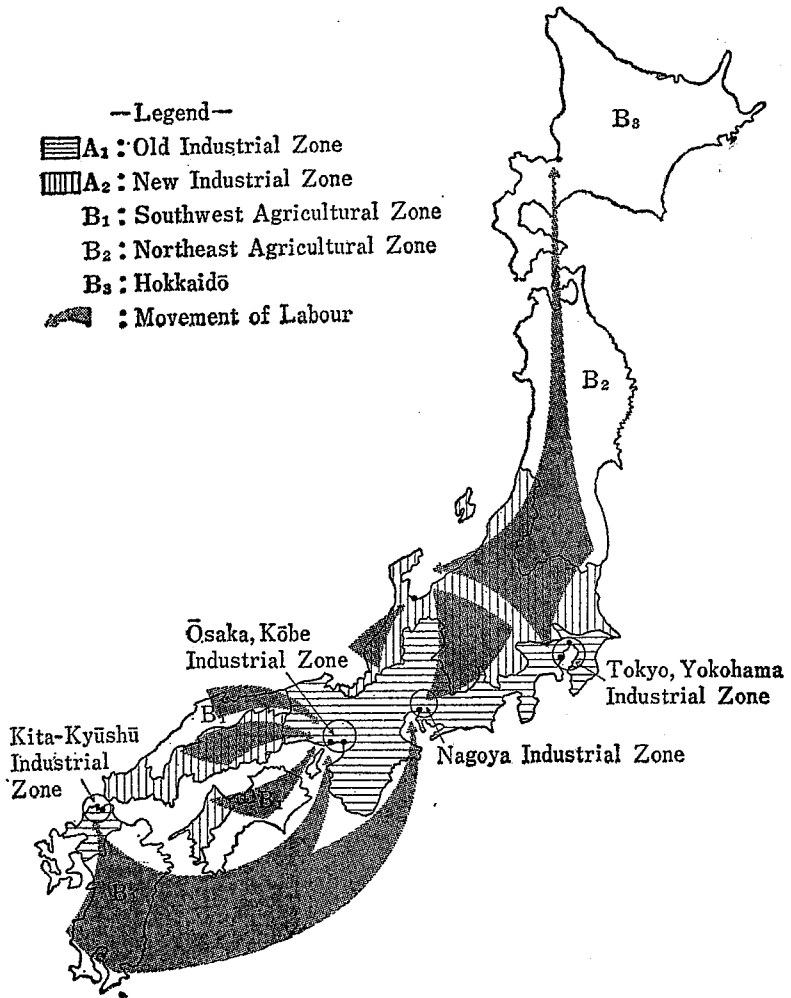 —Legend—
A₁ : Old Industrial Zone
A₂ : New Industrial Zone
B₁ : Southwest Agricultural Zone
B₂ : Northeast Agricultural Zone
B₃ : Hokkaidō
: Movement of Labour
B₃
B₂
Ōsaka, Kōbe
Industrial Zone
Tokyo, Yokohama
Industrial Zone
B₁
Kita-Kyūshū
Industrial
Zone
Nagoya Industrial Zone
B₁
B₁